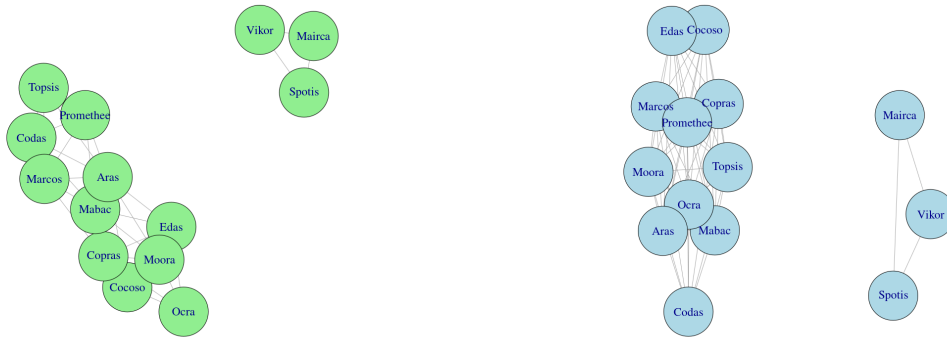 Vikor
Mairca
Spotis
Topsis
Promethee
Codas
Marcos
Aras
Mabac
Edas
Copras
Moora
Cocoso
Ocra
Edas
Cocoso
Marcos
Copras
Promethee
Moora
Topsis
Ocra
Aras
Mabac
Codas
Mairca
Vikor
Spotis